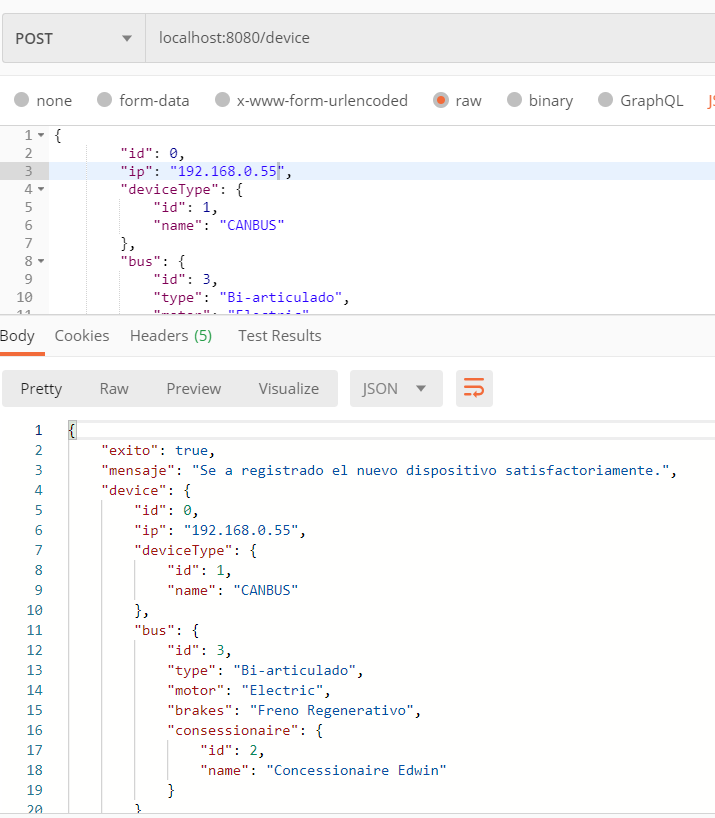 POST localhost:8080/device
none form-data x-www-form-urlencoded raw binary GraphQL JS
1 {
2 "id": 0,
3 "ip": "192.168.0.55",
4 "deviceType": {
5 "id": 1,
6 "name": "CANBUS"
7 },
8 "bus": {
9 "id": 3,
10 "type": "Bi-articulado",
11 "motor": "Electric",
Body Cookies Headers (5) Test Results
Pretty Raw Preview Visualize JSON
1 {
2 "exito": true,
3 "mensaje": "Se a registrado el nuevo dispositivo satisfactoriamente.",
4 "device": {
5 "id": 0,
6 "ip": "192.168.0.55",
7 "deviceType": {
8 "id": 1,
9 "name": "CANBUS"
10 },
11 "bus": {
12 "id": 3,
13 "type": "Bi-articulado",
14 "motor": "Electric",
15 "brakes": "Freno Regenerativo",
16 "consessionaire": {
17 "id": 2,
18 "name": "Concessionaire Edwin"
19 }
20 }